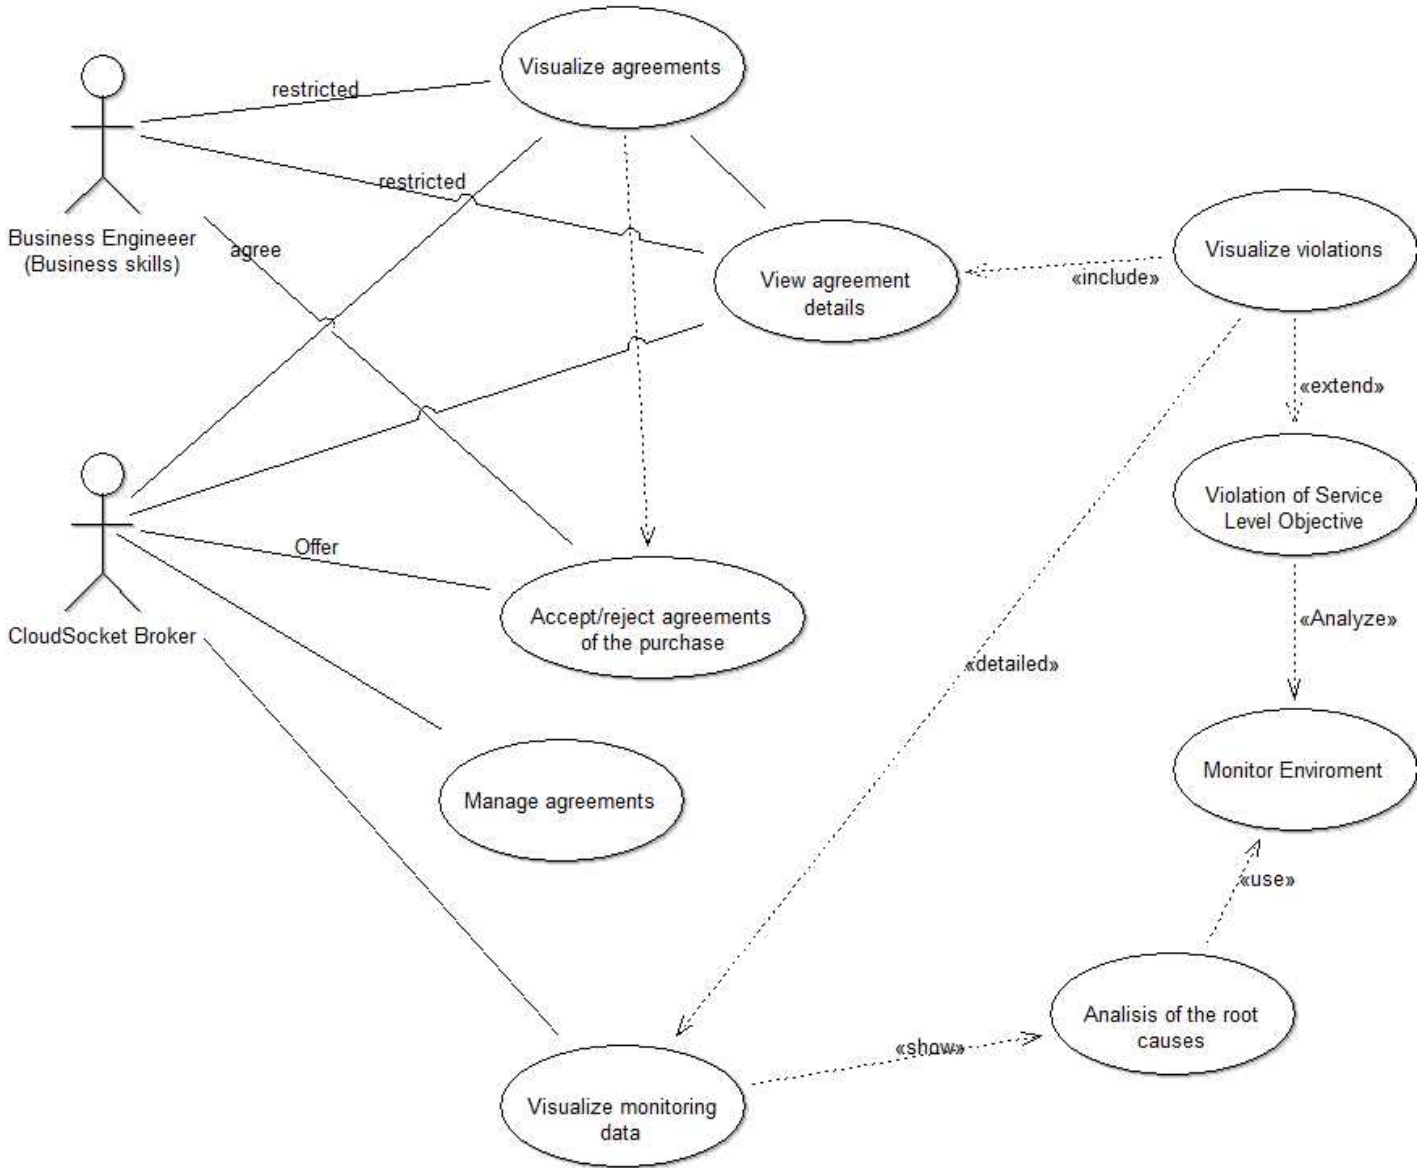 Visualize agreements
restricted
restricted
Business Engineeer
(Business skills)
agree
Visualize violations
View agreement
details
«include»
«extend»
Violation of Service
Level Objective
Offer
Accept/reject agreements
of the purchase
«Analyze»
CloudSocket Broker
«detailed»
Monitor Enviroment
Manage agreements
«use»
Analisis of the root
causes
«show»
Visualize monitoring
data